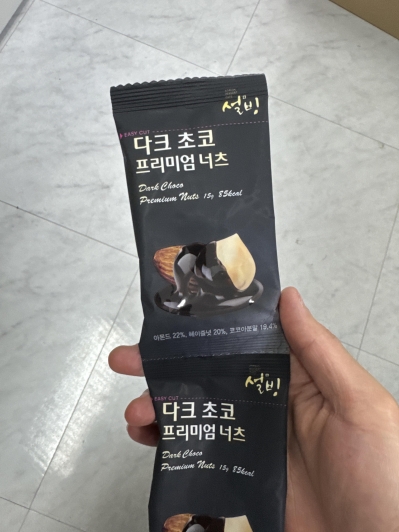 설빙
EASY CUT
다크 초코
프리미엄 너츠
Dark Choco
Premium Nuts 15g 85kcal
아몬드 22%, 헤이즐넛 20%, 코코아분말 19.4%
설빙
EASY CUT
다크 초코
프리미엄 너츠
Dark Choco
Premium Nuts 15g 85kcal